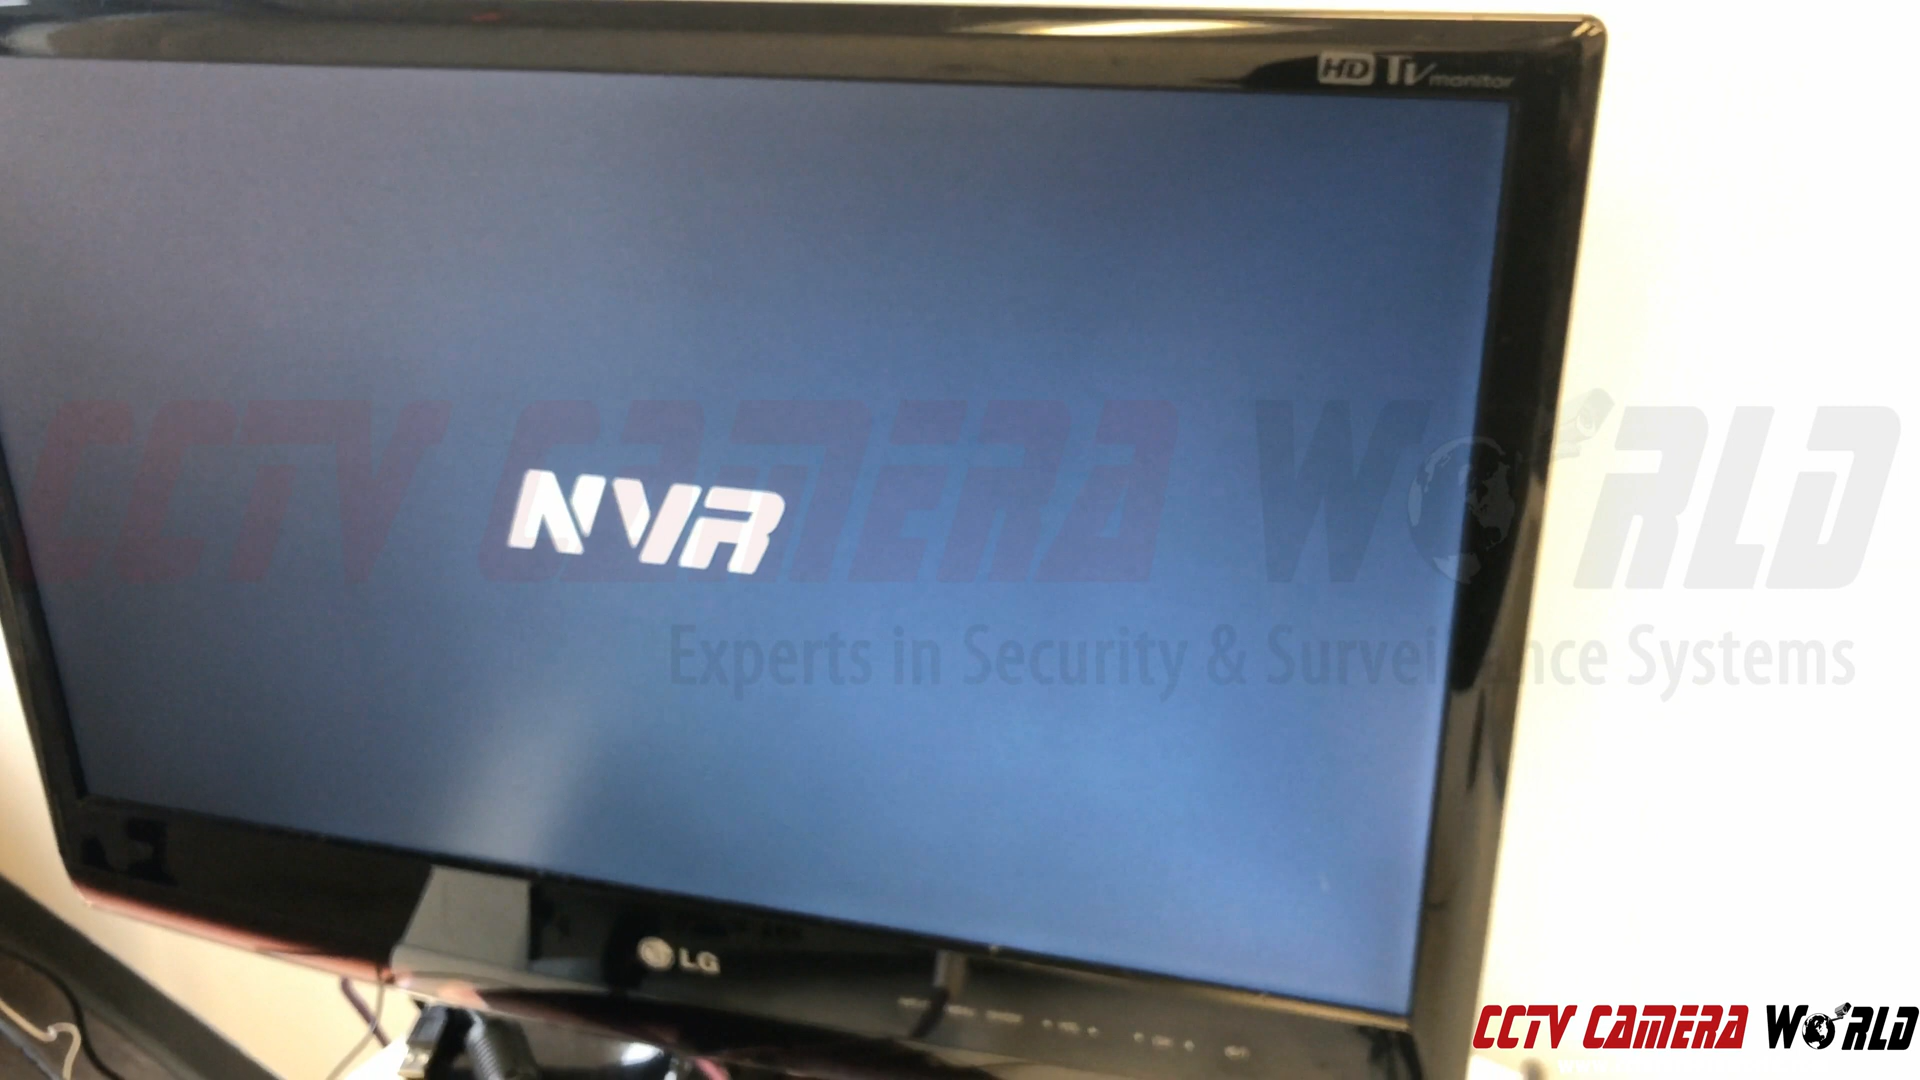 HD TV monitor
CCTV CAMERA WORLD
NVR
Experts in Security & Surveillance Systems
LG
CCTV CAMERA WORLD